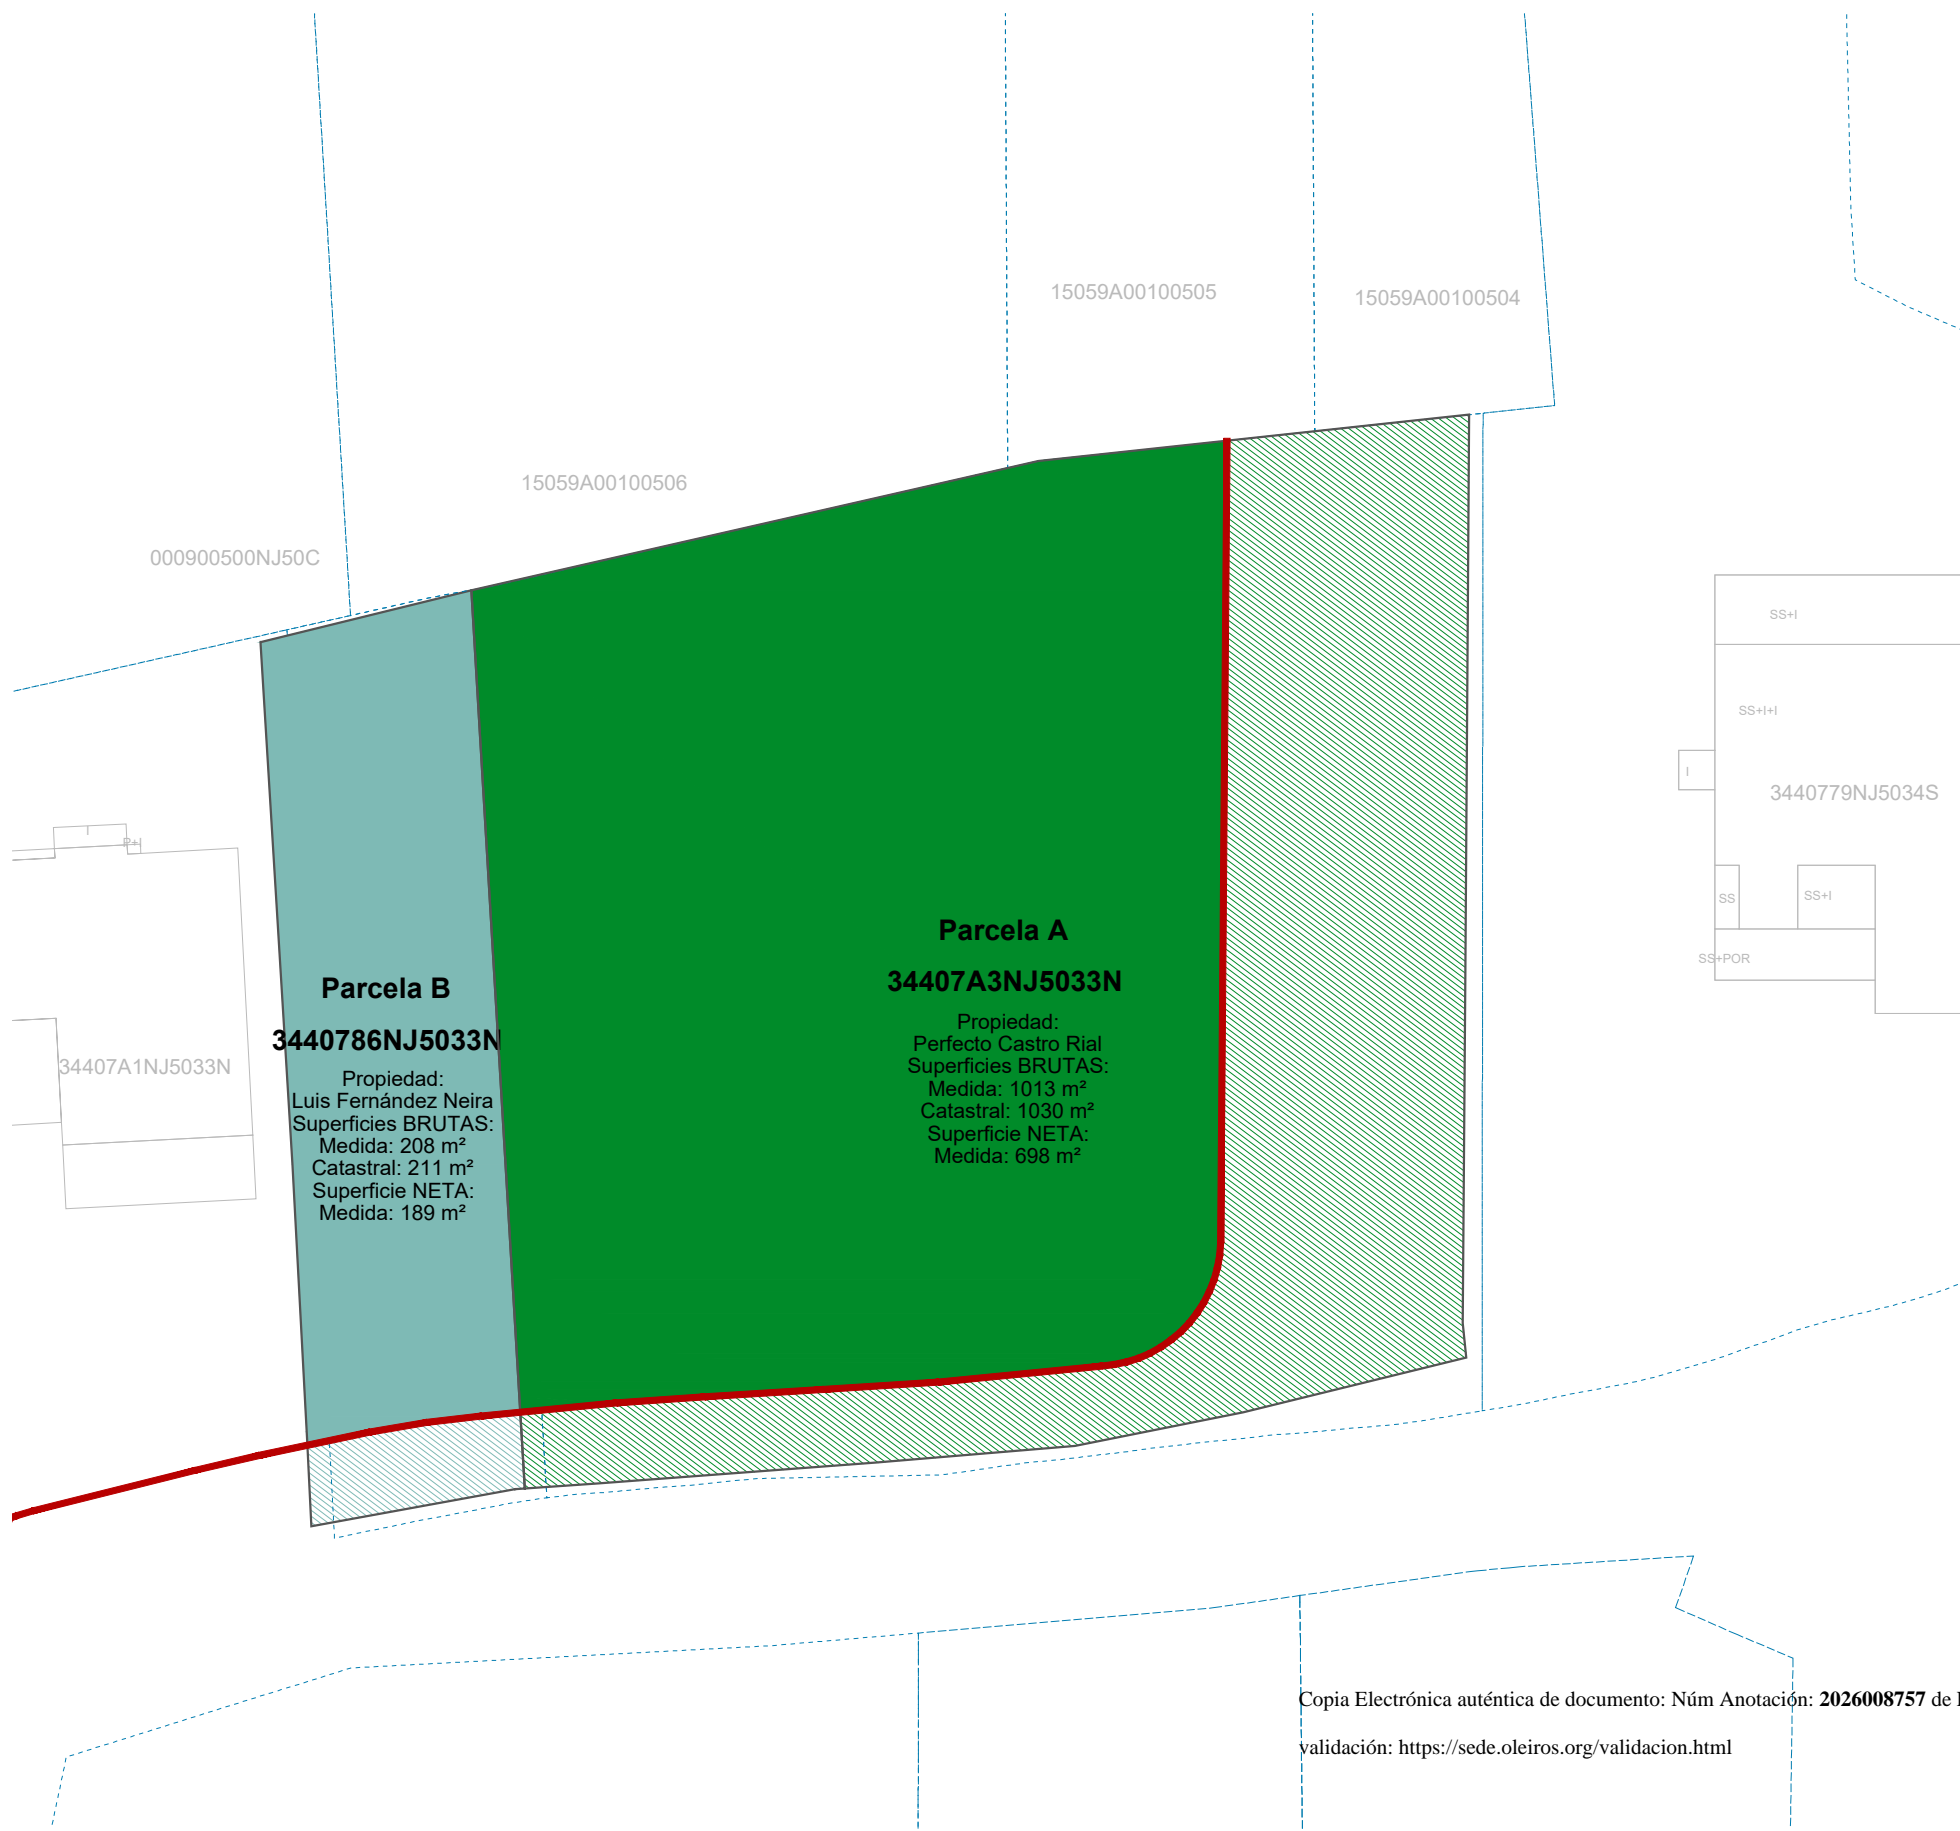 15059A00100505
15059A00100504
15059A00100506
000900500NJ50C
SS+I
SS+I+I
I
3440779NJ5034S
I
P+I
SS
SS+I
SS+POR
34407A1NJ5033N
Parcela A
34407A3NJ5033N
Propiedad:
Perfecto Castro Rial
Superficies BRUTAS:
Medida: 1013 m²
Catastral: 1030 m²
Superficie NETA:
Medida: 698 m²
Parcela B
3440786NJ5033N
Propiedad:
Luis Fernández Neira
Superficies BRUTAS:
Medida: 208 m²
Catastral: 211 m²
Superficie NETA:
Medida: 189 m²
Copia Electrónica auténtica de documento: Núm Anotación: 2026008757 de
validación: https://sede.oleiros.org/validacion.html